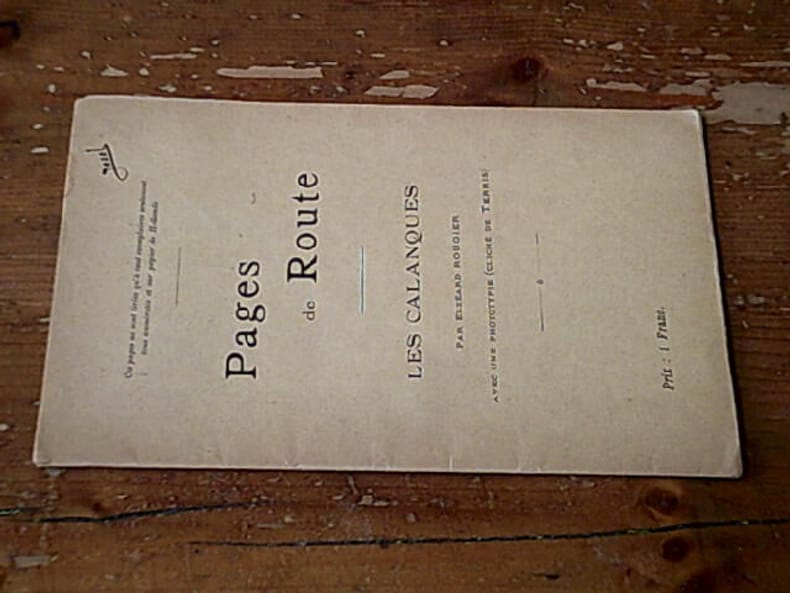 Ces pages ne sont tirées qu'à cent exemplaires seulement
tous numérotés et sur papier de Hollande
Pages
de Route
LES CALANQUES
PAR ELZÉARD ROUGIER
AVEC UNE PHOTOTYPIE (CLICHÉ DE TERRIS)
Prix : 1 Franc.